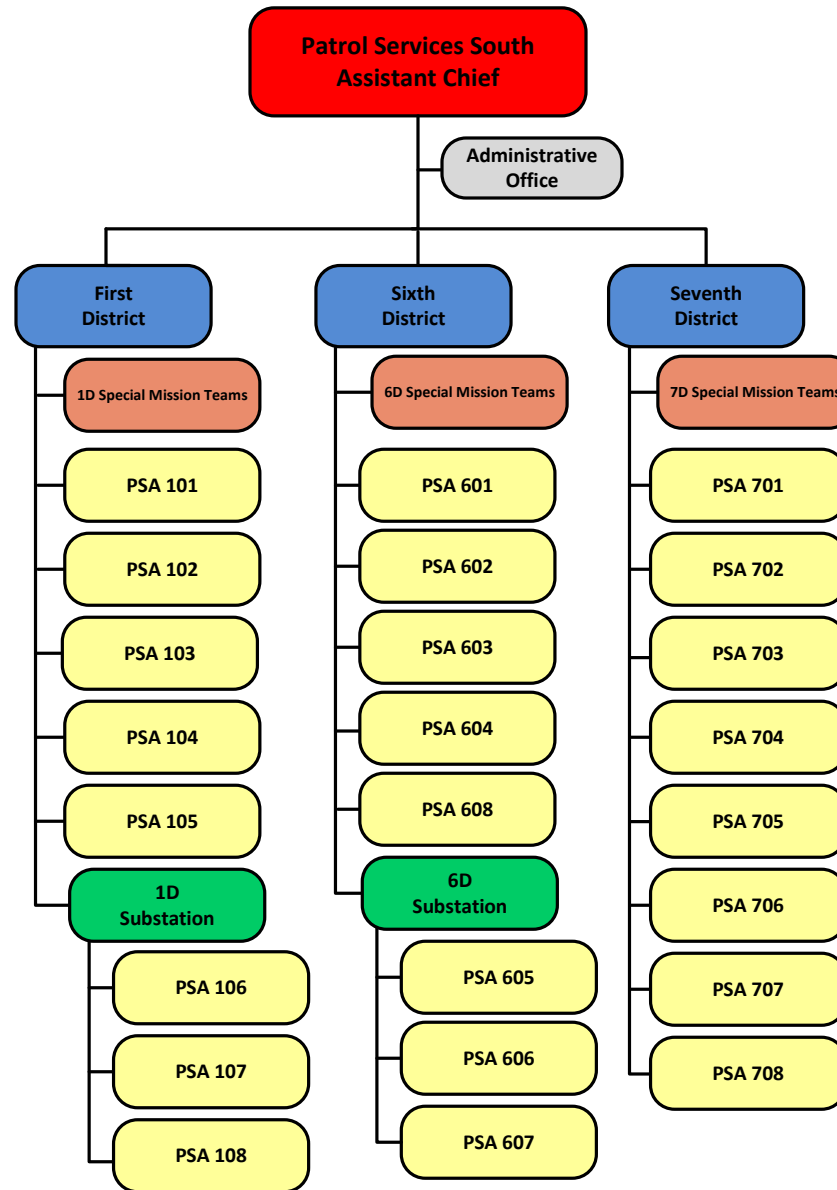 Patrol Services South
Assistant Chief
Administrative
Office
First
District
1D Special Mission Teams
PSA 101
PSA 102
PSA 103
PSA 104
PSA 105
1D
Substation
PSA 106
PSA 107
PSA 108
Sixth
District
6D Special Mission Teams
PSA 601
PSA 602
PSA 603
PSA 604
PSA 608
6D
Substation
PSA 605
PSA 606
PSA 607
Seventh
District
7D Special Mission Teams
PSA 701
PSA 702
PSA 703
PSA 704
PSA 705
PSA 706
PSA 707
PSA 708